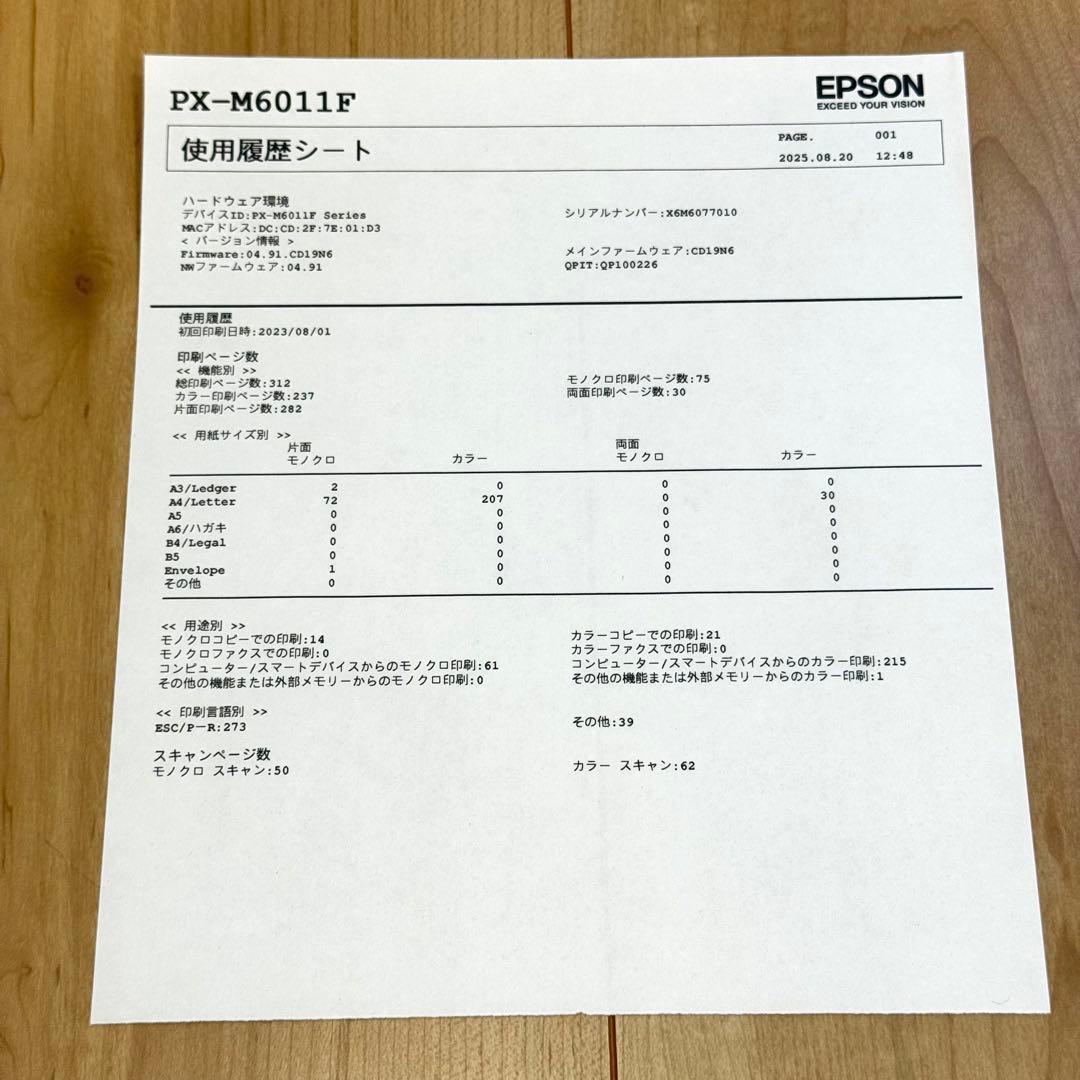 PX-M6011F
EPSON
EXCEED YOUR VISION
使用履歴シート
PAGE. 001
2025.08.20 12:48
ハードウェア環境
デバイスID:PX-M6011F Series
シリアルナンバー:X6M6077010
MACアドレス:DC:CD:2F:7E:01:D3
< バージョン情報 >
Firmware:04.91.CD19N6
メインファームウェア:CD19N6
NWファームウェア:04.91
QPIT:QP100226
使用履歴
初回印刷日時:2023/08/01
印刷ページ数
<< 機能別 >>
総印刷ページ数:312
モノクロ印刷ページ数:75
カラー印刷ページ数:237
両面印刷ページ数:30
片面印刷ページ数:282
<< 用紙サイズ別 >>
片面 両面
モノクロ カラー モノクロ カラー
A3/Ledger 2 0 0 0
A4/Letter 72 207 0 30
A5 0 0 0 0
A6/ハガキ 0 0 0 0
B4/Legal 0 0 0 0
B5 0 0 0 0
Envelope 1 0 0 0
その他 0 0 0 0
<< 用途別 >>
モノクロコピーでの印刷:14
カラーコピーでの印刷:21
モノクロファクスでの印刷:0
カラーファクスでの印刷:0
コンピューター/スマートデバイスからのモノクロ印刷:61
コンピューター/スマートデバイスからのカラー印刷:215
その他の機能または外部メモリーからのモノクロ印刷:0
その他の機能または外部メモリーからのカラー印刷:1
<< 印刷言語別 >>
ESC/P-R:273
その他:39
スキャンページ数
モノクロ スキャン:50
カラー スキャン:62